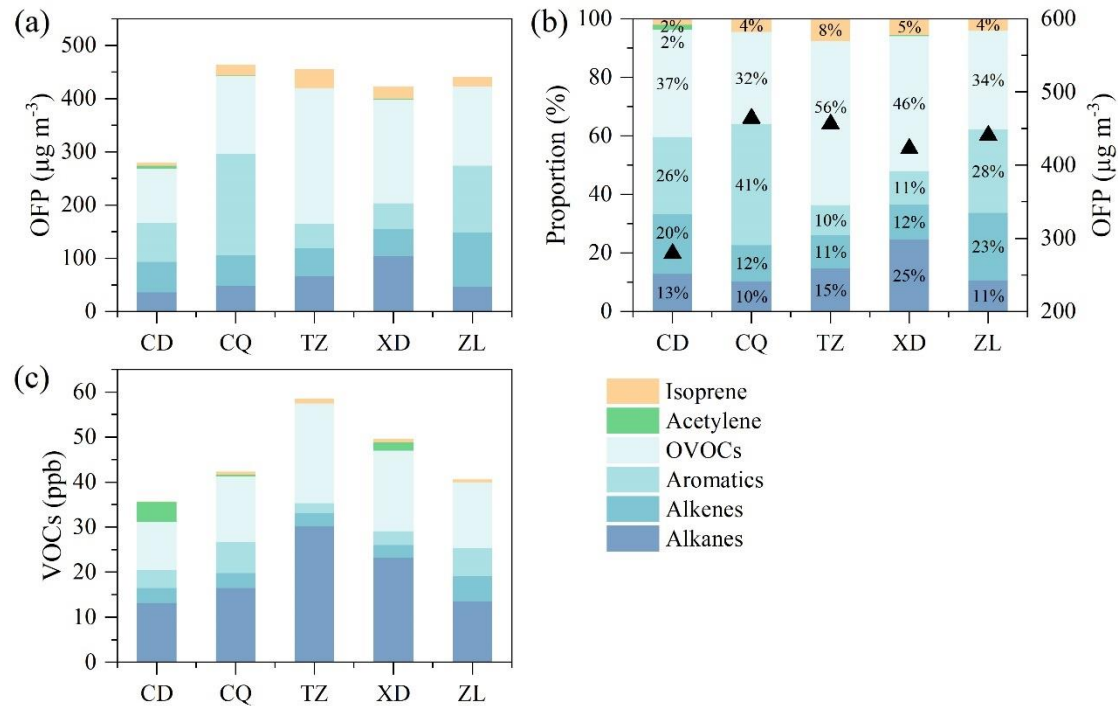 (a)
500
400
300
200
100
0
OFP (µg m⁻³)
CD CQ TZ XD ZL
(b)
100
80
60
40
20
0
Proportion (%)
2% 4% 8% 5% 4%
2%
37% 32% 56% 46% 34%
26% 41% 10% 11% 28%
20% 12% 11% 12% 23%
13% 10% 15% 25% 11%
600
500
400
300
200
OFP (µg m⁻³)
CD CQ TZ XD ZL
(c)
60
50
40
30
20
10
0
VOCs (ppb)
CD CQ TZ XD ZL
Isoprene
Acetylene
OVOCs
Aromatics
Alkenes
Alkanes